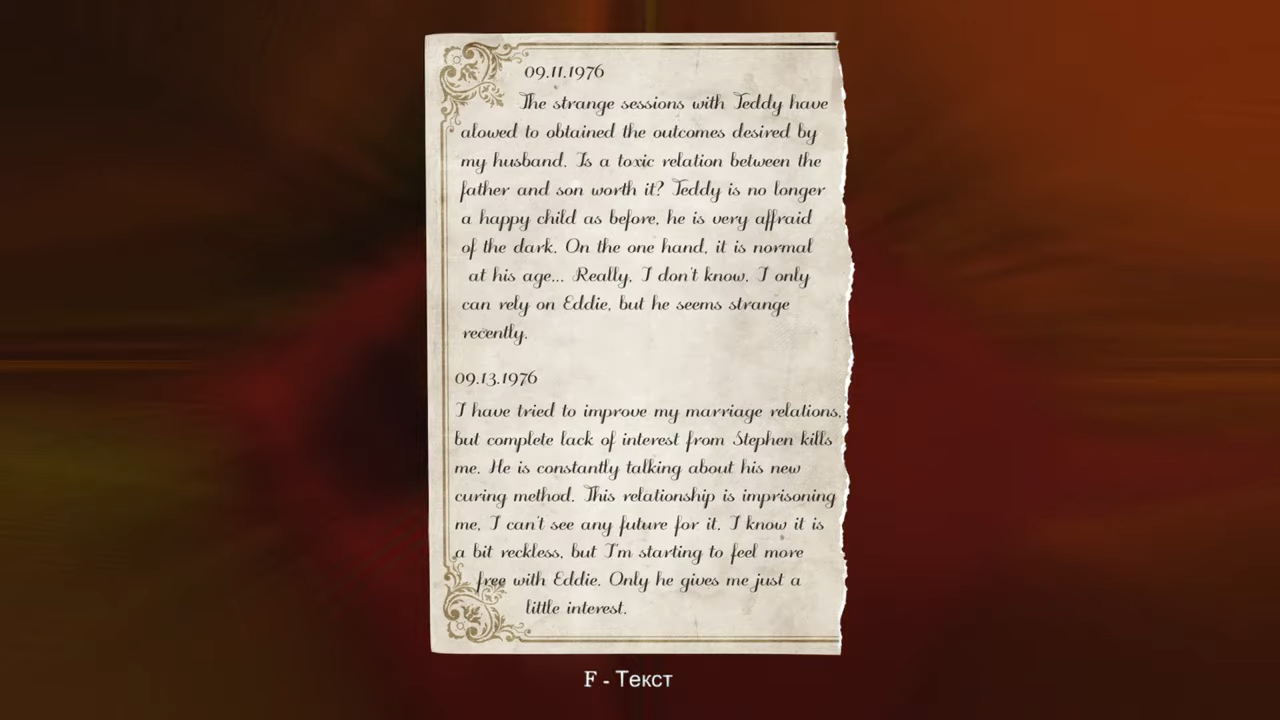 09.11.1976
The strange sessions with Teddy have
alowed to obtained the outcomes desired by
my husband. Is a toxic relation between the
father and son worth it? Teddy is no longer
a happy child as before, he is very affraid
of the dark. On the one hand, it is normal
at his age... Really, I don't know. I only
can rely on Eddie, but he seems strange
recently.
09.13.1976
I have tried to improve my marriage relations,
but complete lack of interest from Stephen kills
me. He is constantly talking about his new
curing method. This relationship is imprisoning
me, I can't see any future for it. I know it is
a bit reckless, but I'm starting to feel more
free with Eddie. Only he gives me just a
little interest.
F - Текст